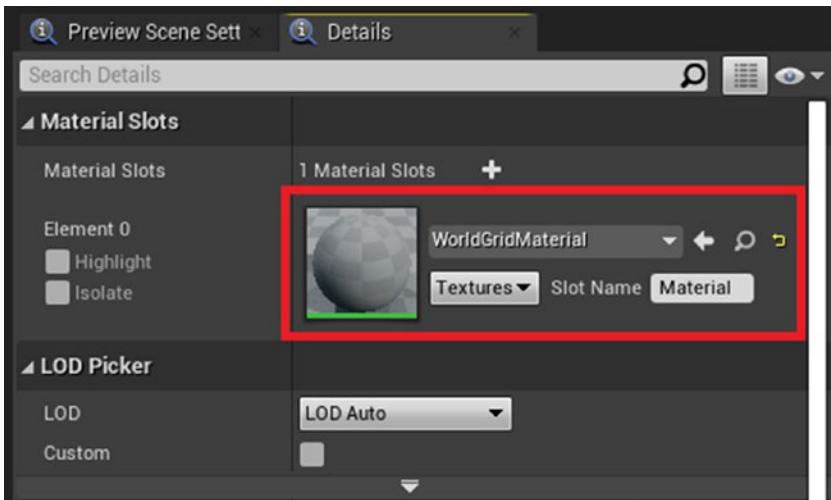 Preview Scene Sett
Details
Search Details
Material Slots
Material Slots 1 Material Slots
Element 0
WorldGridMaterial
Highlight
Isolate
Textures Slot Name Material
LOD Picker
LOD LOD Auto
Custom